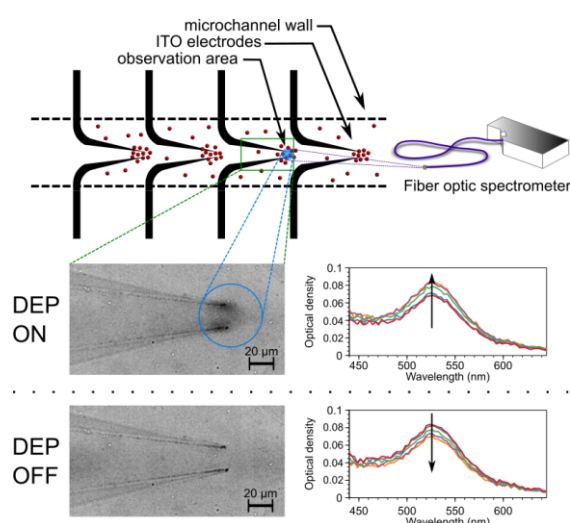 microchannel wall
ITO electrodes
observation area
Fiber optic spectrometer
DEP
ON
20 µm
Optical density
0.1
0.08
0.06
0.04
0.02
0
450
500
550
600
Wavelength (nm)
DEP
OFF
20 µm
Optical density
0.1
0.08
0.06
0.04
0.02
0
450
500
550
600
Wavelength (nm)